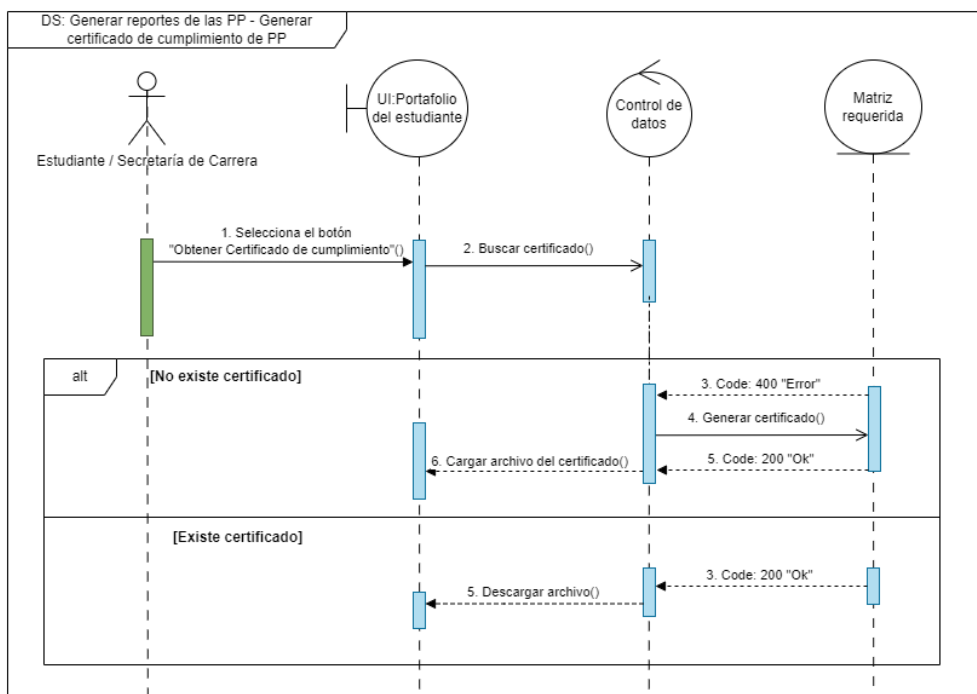 DS: Generar reportes de las PP - Generar
certificado de cumplimiento de PP
Estudiante / Secretaría de Carrera
UI:Portafolio
del estudiante
Control de
datos
Matriz
requerida
1. Selecciona el botón
"Obtener Certificado de cumplimiento"()
2. Buscar certificado()
alt
[No existe certificado]
3. Code: 400 "Error"
4. Generar certificado()
5. Code: 200 "Ok"
6. Cargar archivo del certificado()
[Existe certificado]
3. Code: 200 "Ok"
5. Descargar archivo()